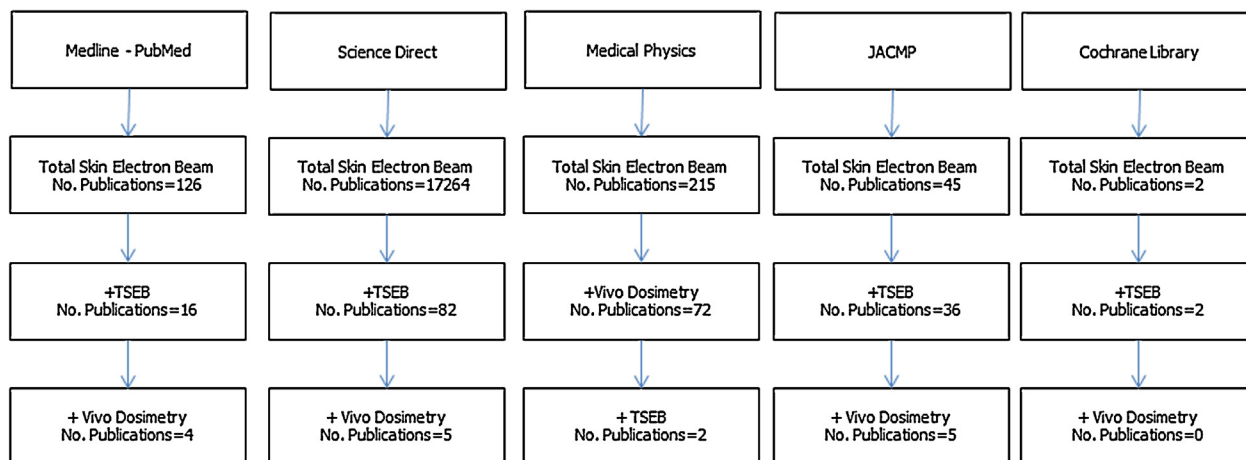 Medline - PubMed
Science Direct
Medical Physics
JACMP
Cochrane Library
Total Skin Electron Beam
No. Publications=126
Total Skin Electron Beam
No. Publications=17264
Total Skin Electron Beam
No. Publications=215
Total Skin Electron Beam
No. Publications=45
Total Skin Electron Beam
No. Publications=2
+TSEB
No. Publications=16
+TSEB
No. Publications=82
+Vivo Dosimetry
No. Publications=72
+TSEB
No. Publications=36
+TSEB
No. Publications=2
+ Vivo Dosimetry
No. Publications=4
+ Vivo Dosimetry
No. Publications=5
+ TSEB
No. Publications=2
+ Vivo Dosimetry
No. Publications=5
+ Vivo Dosimetry
No. Publications=0